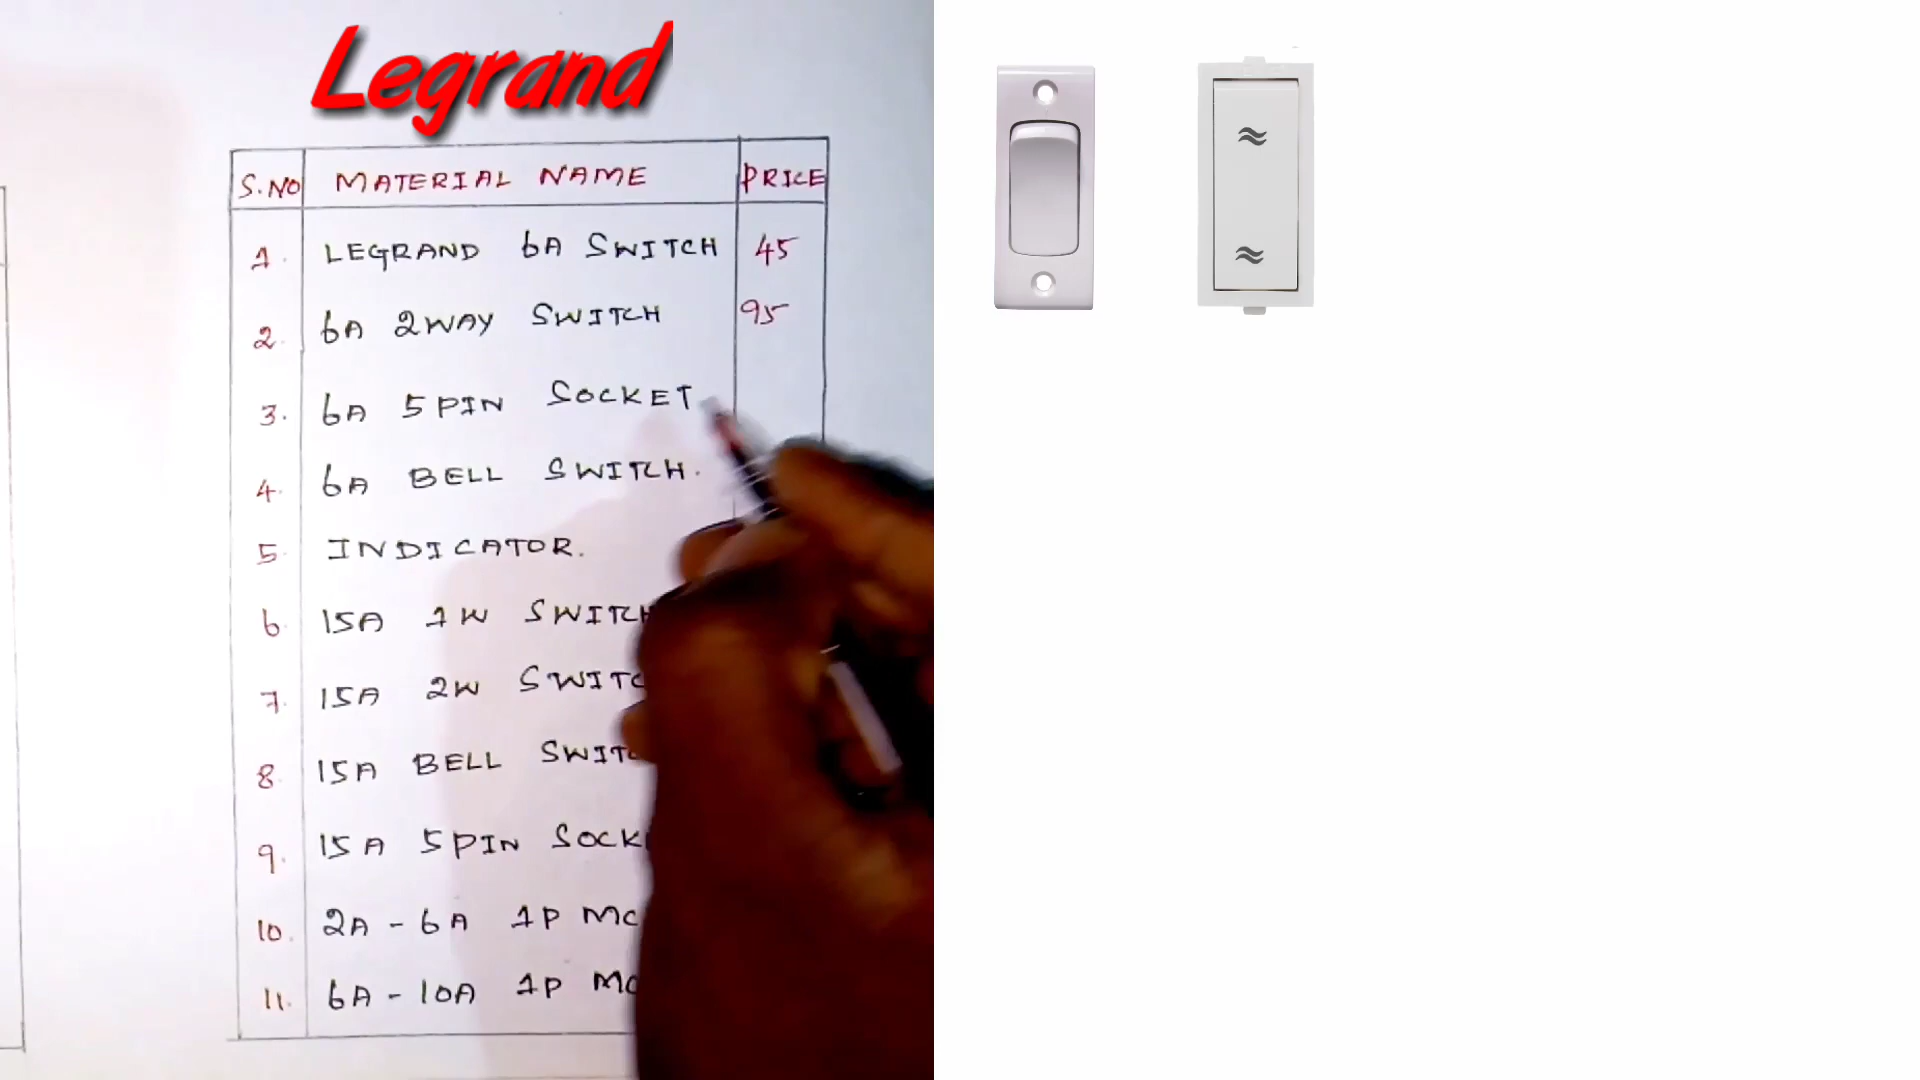 Legrand
S.NO MATERIAL NAME PRICE
1. LEGRAND 6A SWITCH 45
2. 6A 2WAY SWITCH 95
3. 6A 5PIN SOCKET
4. 6A BELL SWITCH.
5. INDICATOR.
6. 15A 1W SWITCH
7. 15A 2W
8. 15A BELL
9. 15A 5PIN
10. 2A - 6A 1P
11. 6A - 10A 1P